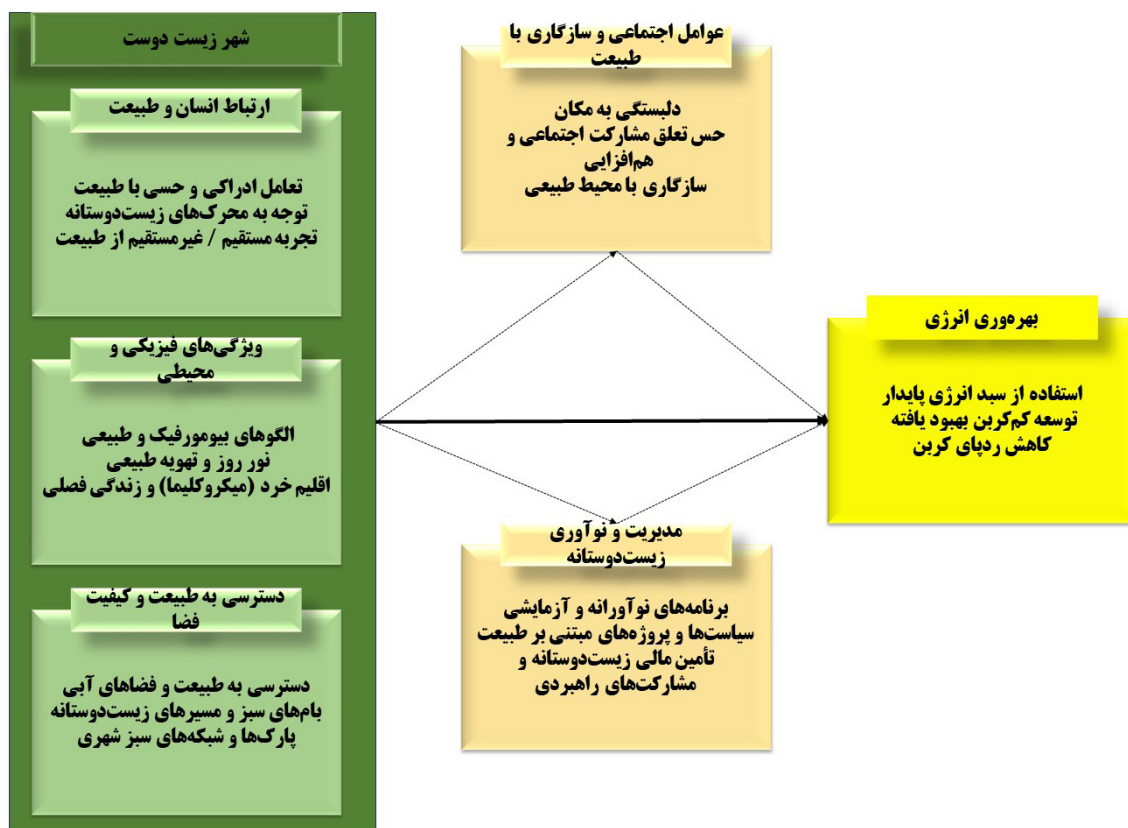 شهر زیست دوست
ارتباط انسان و طبیعت
تعامل ادراکی و حسی با طبیعت
توجه به محرک‌های زیست‌دوستانه
تجربه مستقیم / غیرمستقیم از طبیعت
ویژگی‌های فیزیکی و
محیطی
الگوهای بیومورفیک و طبیعی
نور روز و تهویه طبیعی
اقلیم خرد (میکروکلیما) و زندگی فصلی
دسترسی به طبیعت و کیفیت
فضا
دسترسی به طبیعت و فضاهای آبی
بام‌های سبز و مسیرهای زیست‌دوستانه
پارک‌ها و شبکه‌های سبز شهری
عوامل اجتماعی و سازگاری با
طبیعت
دلبستگی به مکان
حس تعلق مشارکت اجتماعی و
هم‌افزایی
سازگاری با محیط طبیعی
مدیریت و نوآوری
زیست‌دوستانه
برنامه‌های نوآورانه و آزمایشی
سیاست‌ها و پروژه‌های مبتنی بر طبیعت
تأمین مالی زیست‌دوستانه و
مشارکت‌های راهبردی
بهره‌وری انرژی
استفاده از سبد انرژی پایدار
توسعه کم‌کربن بهبود یافته
کاهش ردپای کربن